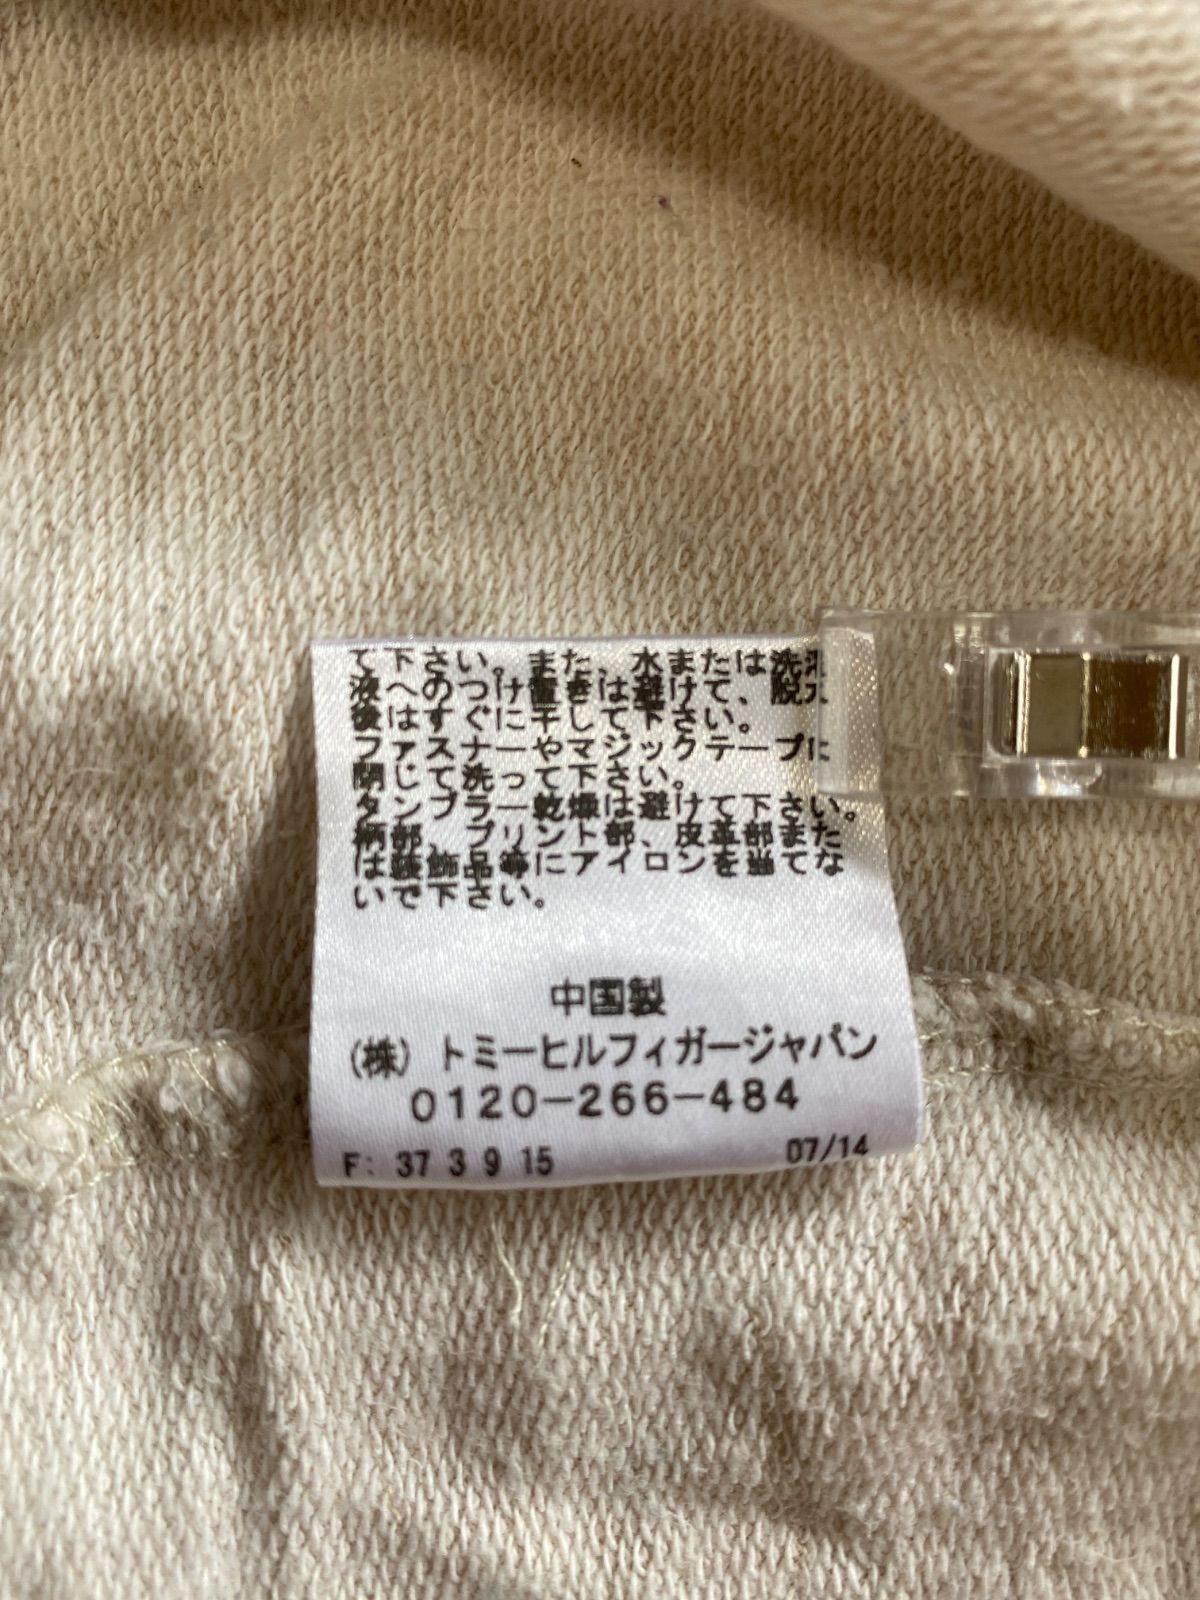 て下さい。また、水または洗濯
液へのつけ置きは避けて、脱水
後はすぐに干して下さい。
ファスナーやマジックテープは
閉じて洗って下さい。
タンブラー乾燥は避けて下さい。
柄部、プリント部、皮革部また
は装飾品等にアイロンを当てな
いで下さい。
中国製
(株) トミーヒルフィガージャパン
0120-266-484
F: 37 3 9 15 07/14